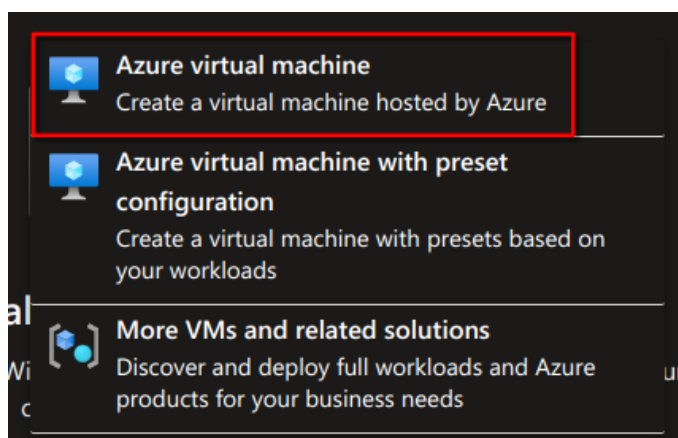 Azure virtual machine
Create a virtual machine hosted by Azure
Azure virtual machine with preset
configuration
Create a virtual machine with presets based on
your workloads
More VMs and related solutions
Discover and deploy full workloads and Azure
products for your business needs